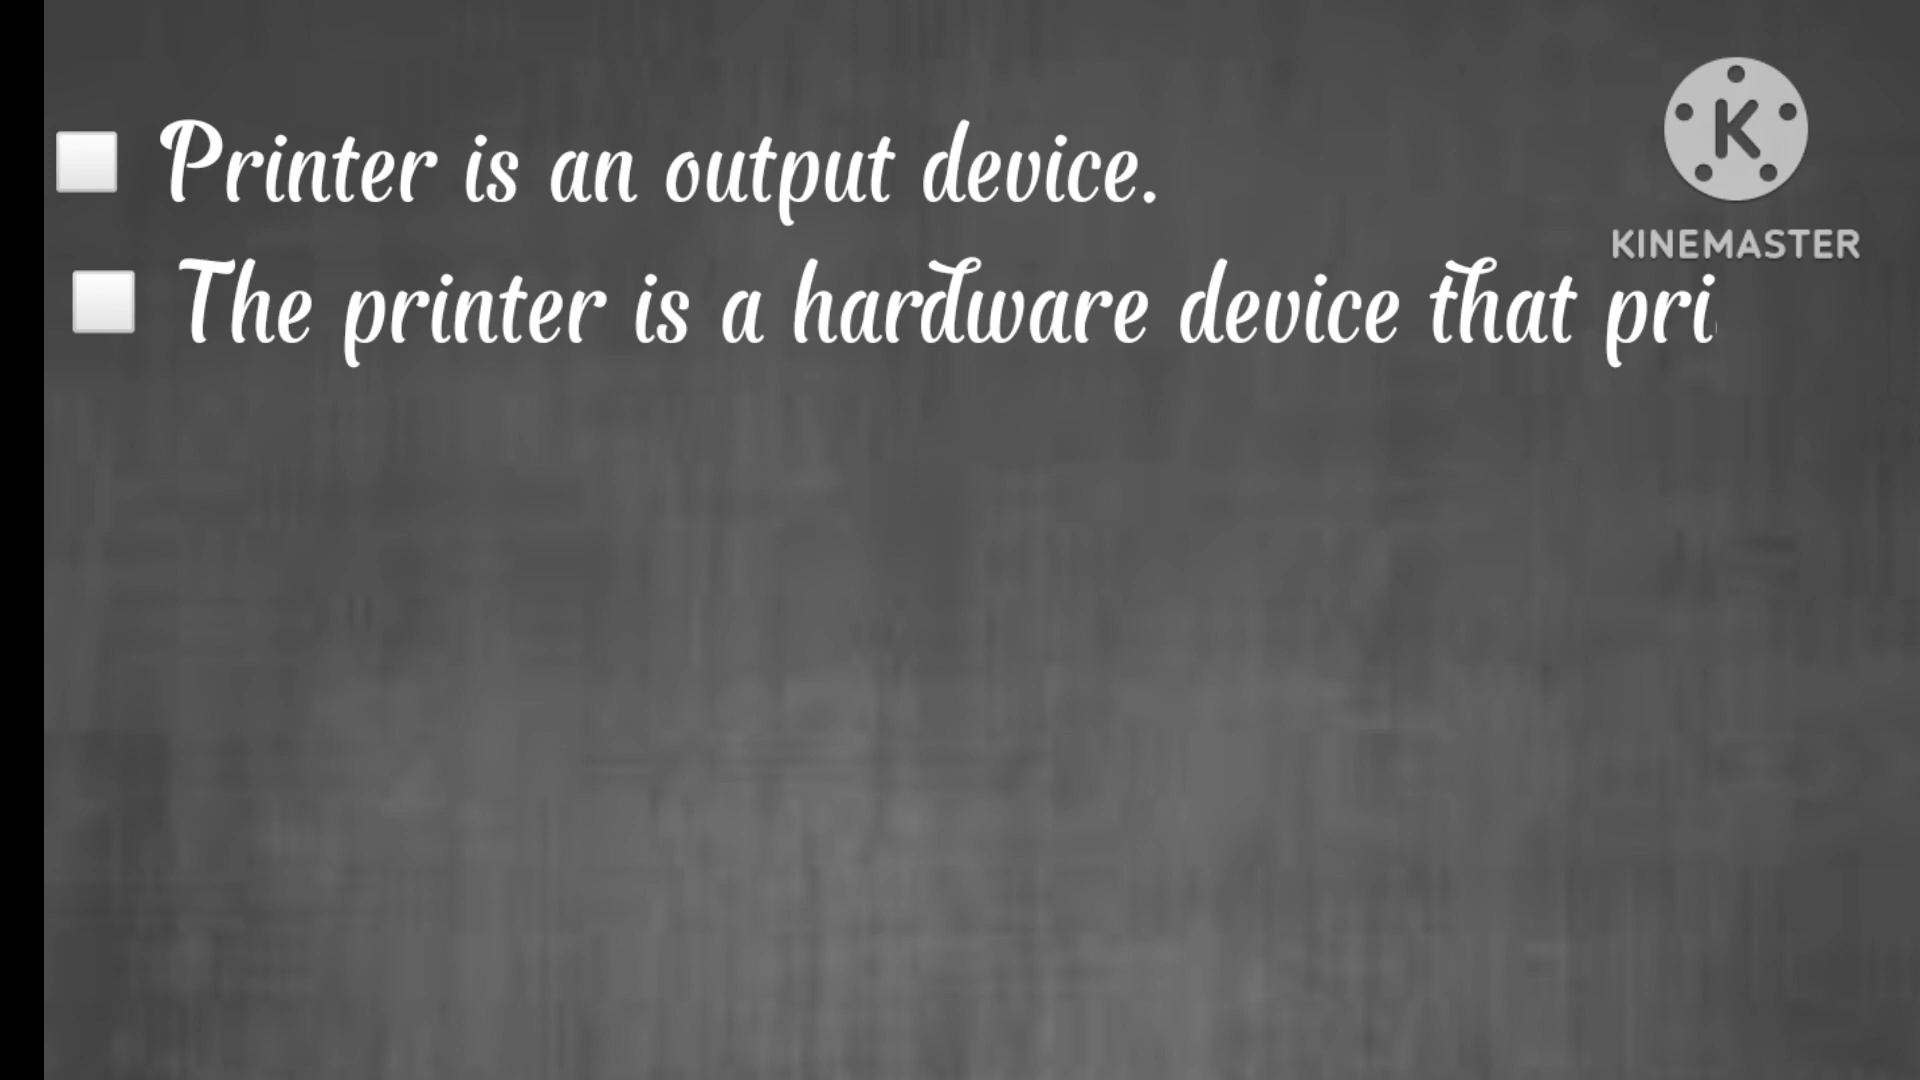 Printer is an output device.
KINEMASTER
The printer is a hardware device that pri